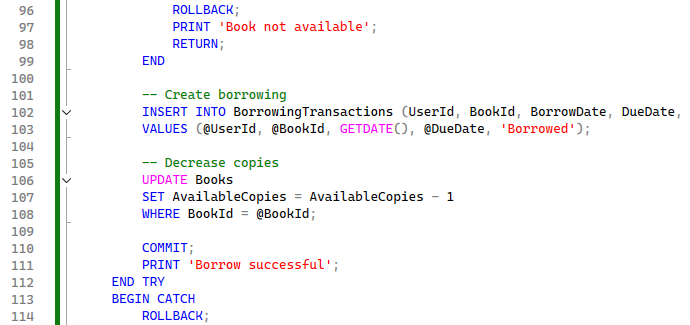 96 ROLLBACK;
97 PRINT 'Book not available';
98 RETURN;
99 END
100
101 -- Create borrowing
102 INSERT INTO BorrowingTransactions (UserId, BookId, BorrowDate, DueDate,
103 VALUES (@UserId, @BookId, GETDATE(), @DueDate, 'Borrowed');
104
105 -- Decrease copies
106 UPDATE Books
107 SET AvailableCopies = AvailableCopies - 1
108 WHERE BookId = @BookId;
109
110 COMMIT;
111 PRINT 'Borrow successful';
112 END TRY
113 BEGIN CATCH
114 ROLLBACK;